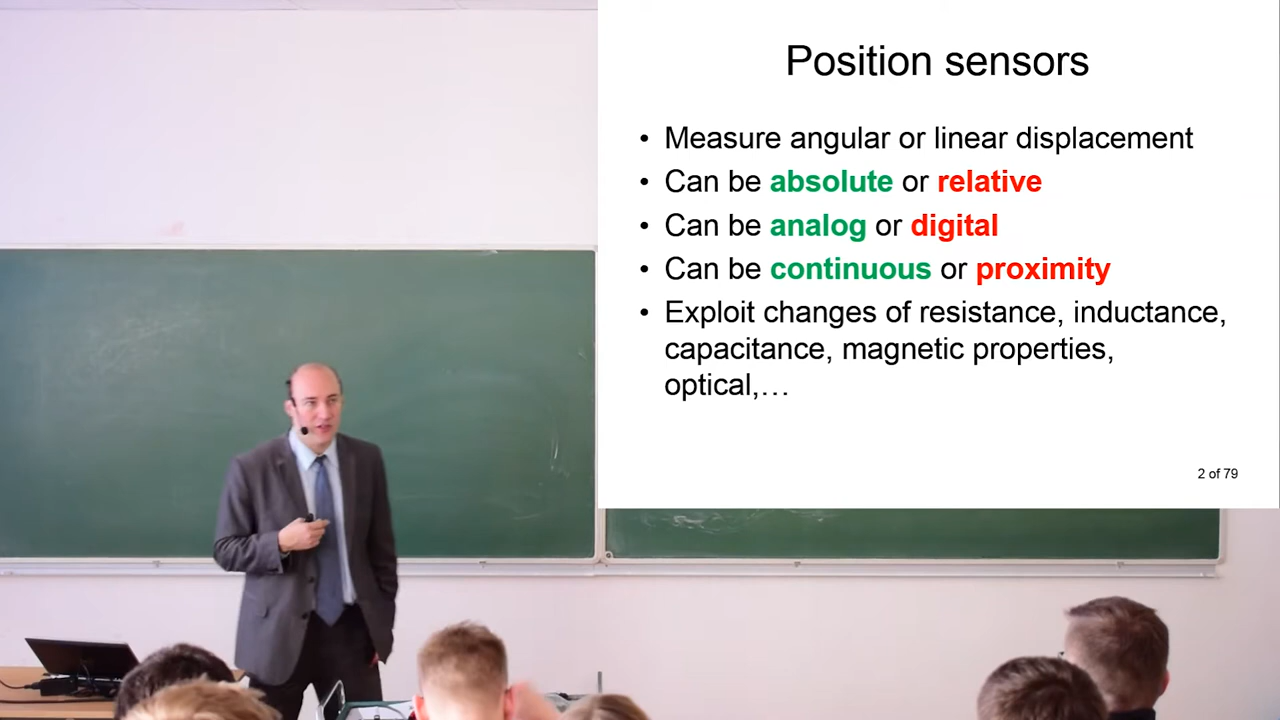 Position sensors
• Measure angular or linear displacement
• Can be absolute or relative
• Can be analog or digital
• Can be continuous or proximity
• Exploit changes of resistance, inductance,
capacitance, magnetic properties,
optical,…
2 of 79